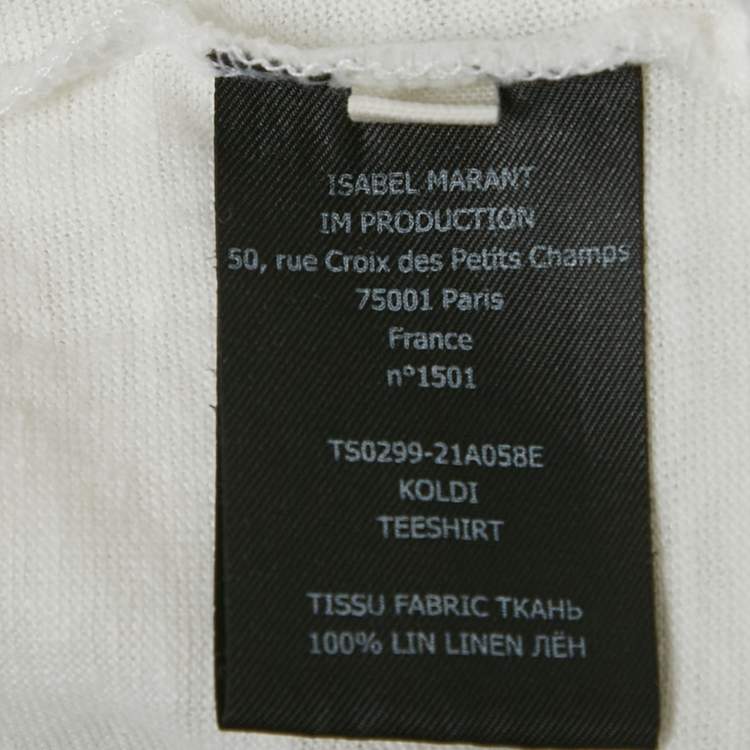 ISABEL MARANT
IM PRODUCTION
50, rue Croix des Petits Champs
75001 Paris
France
n°1501
TS0299-21A058E
KOLDI
TEESHIRT
TISSU FABRIC ТКАНЬ
100% LIN LINEN ЛЁН